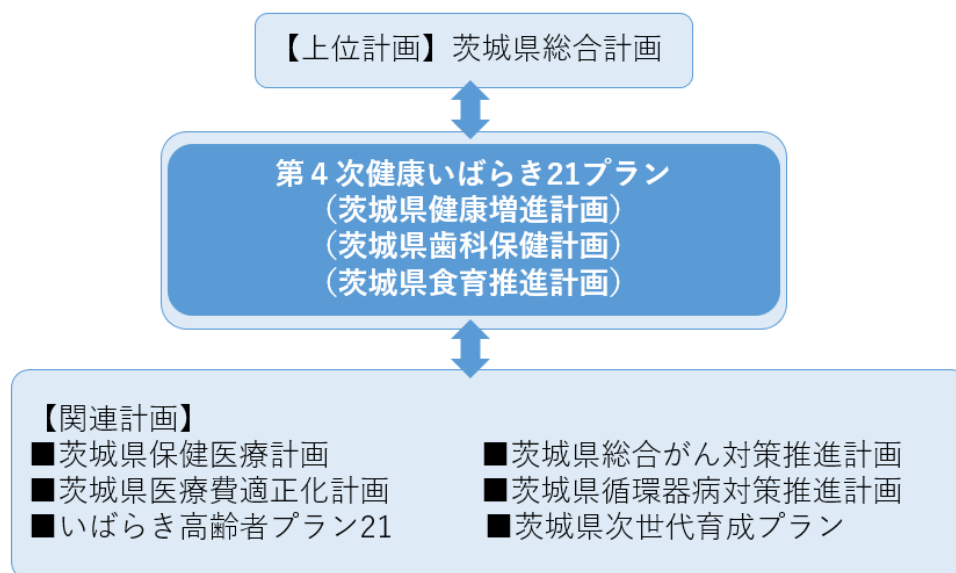 【上位計画】茨城県総合計画
第４次健康いばらき21プラン
（茨城県健康増進計画）
（茨城県歯科保健計画）
（茨城県食育推進計画）
【関連計画】
■茨城県保健医療計画
■茨城県医療費適正化計画
■いばらき高齢者プラン21
■茨城県総合がん対策推進計画
■茨城県循環器病対策推進計画
■茨城県次世代育成プラン